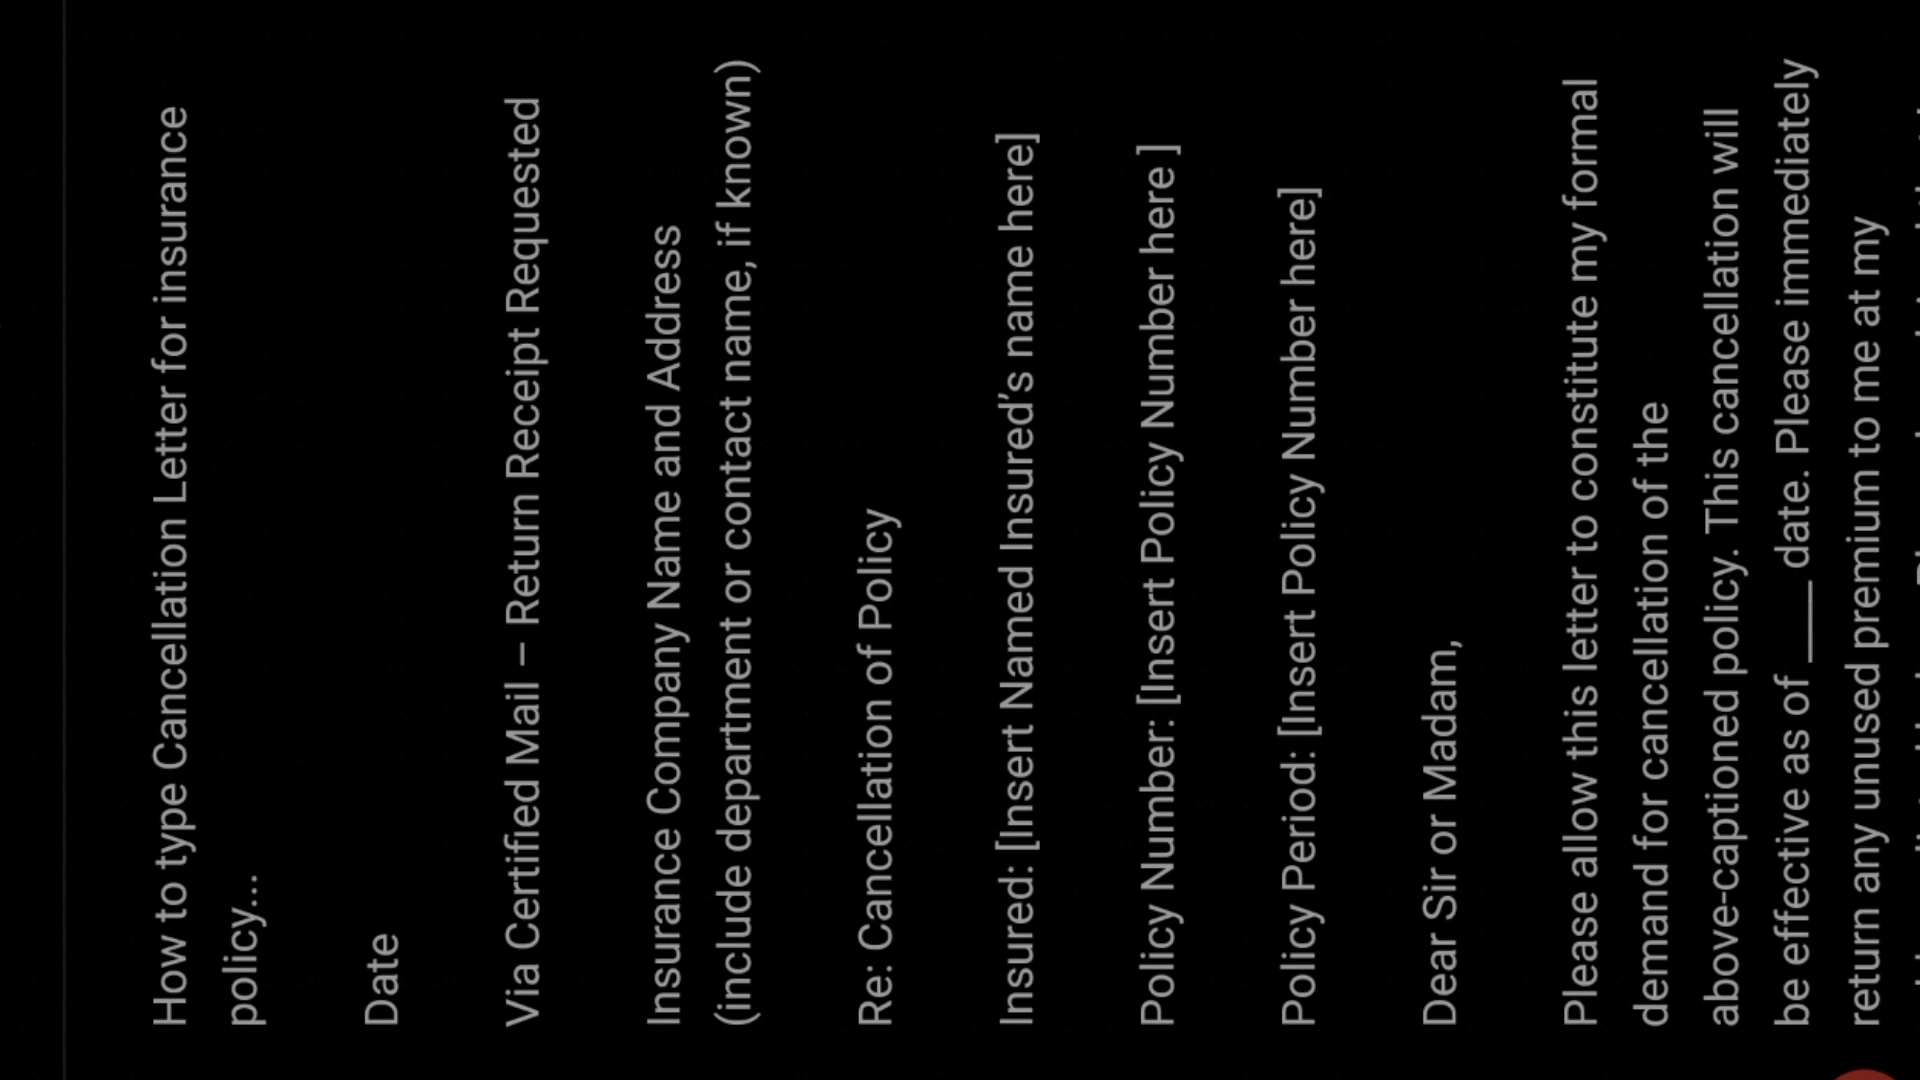 How to type Cancellation Letter for insurance
policy...
Date
Via Certified Mail – Return Receipt Requested
Insurance Company Name and Address
(include department or contact name, if known)
Re: Cancellation of Policy
Insured: [Insert Named Insured's name here]
Policy Number: [Insert Policy Number here ]
Policy Period: [Insert Policy Number here]
Dear Sir or Madam,
Please allow this letter to constitute my formal
demand for cancellation of the
above-captioned policy. This cancellation will
be effective as of ____ date. Please immediately
return any unused premium to me at my